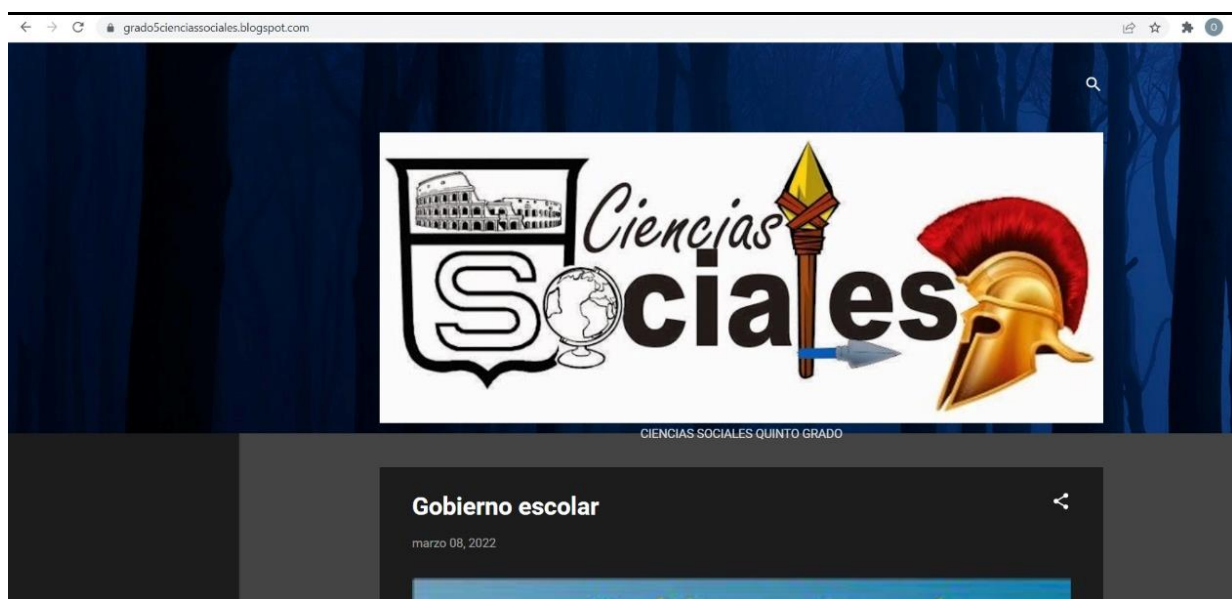 grado5cienciassociales.blogspot.com
O
Ciencias
Sociales
S
CIENCIAS SOCIALES QUINTO GRADO
Gobierno escolar
marzo 08, 2022